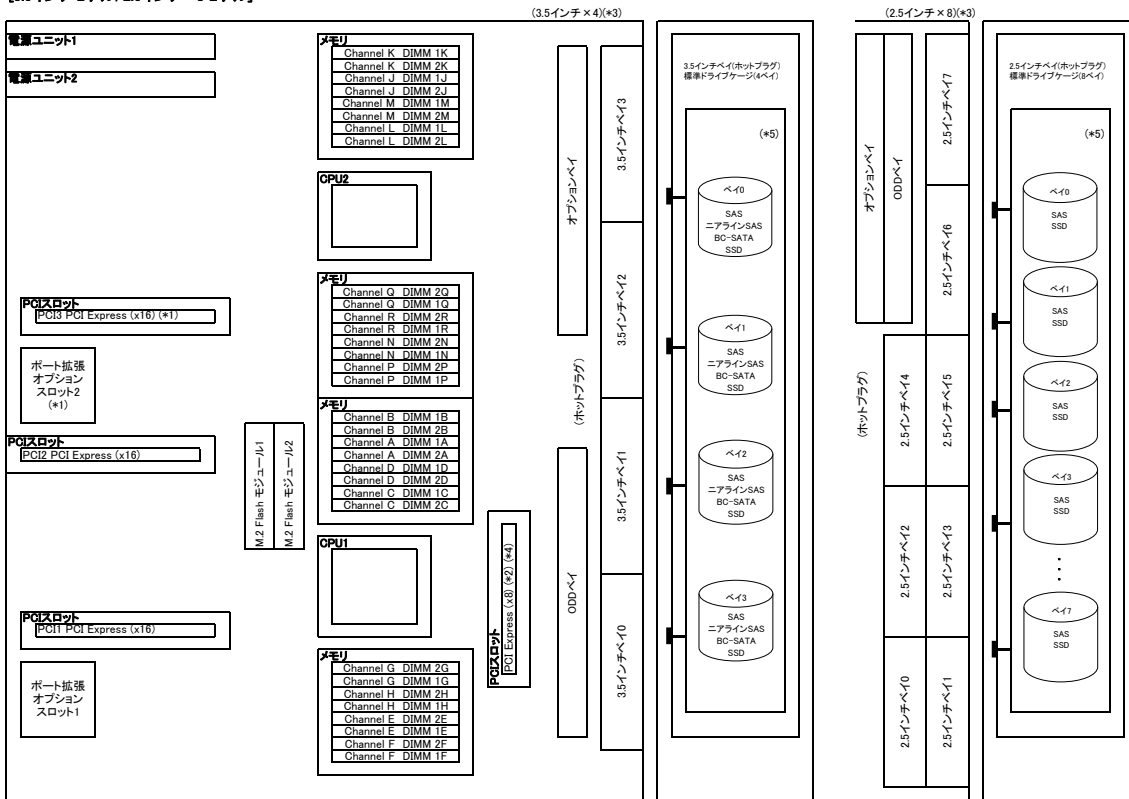 (3.5インチ×4)(*3)
(2.5インチ×8)(*3)
電源ユニット1
電源ユニット2
PCIスロット
PCI3 PCI Express (x16) (*1)
ポート拡張
オプション
スロット2
(*1)
PCIスロット
PCI2 PCI Express (x16)
PCIスロット
PCI1 PCI Express (x16)
ポート拡張
オプション
スロット1
M.2 Flash モジュール1
M.2 Flash モジュール2
メモリ
Channel K DIMM 1K
Channel K DIMM 2K
Channel J DIMM 1J
Channel J DIMM 2J
Channel M DIMM 1M
Channel M DIMM 2M
Channel L DIMM 1L
Channel L DIMM 2L
CPU2
メモリ
Channel Q DIMM 2Q
Channel Q DIMM 1Q
Channel R DIMM 2R
Channel R DIMM 1R
Channel N DIMM 2N
Channel N DIMM 1N
Channel P DIMM 2P
Channel P DIMM 1P
メモリ
Channel B DIMM 1B
Channel B DIMM 2B
Channel A DIMM 1A
Channel A DIMM 2A
Channel D DIMM 1D
Channel D DIMM 2D
Channel C DIMM 1C
Channel C DIMM 2C
CPU1
メモリ
Channel G DIMM 2G
Channel G DIMM 1G
Channel H DIMM 2H
Channel H DIMM 1H
Channel E DIMM 2E
Channel E DIMM 1E
Channel F DIMM 2F
Channel F DIMM 1F
PCIスロット
PCI Express (x8) (*2) (*4)
オプションベイ
(ホットプラグ)
ODDベイ
3.5インチベイ3
3.5インチベイ2
3.5インチベイ1
3.5インチベイ0
3.5インチベイ(ホットプラグ)
標準ドライブケージ(4ベイ)
(*5)
ベイ0
SAS
ニアラインSAS
BC-SATA
SSD
ベイ1
SAS
ニアラインSAS
BC-SATA
SSD
ベイ2
SAS
ニアラインSAS
BC-SATA
SSD
ベイ3
SAS
ニアラインSAS
BC-SATA
SSD
オプションベイ
ODDベイ
(ホットプラグ)
2.5インチベイ7
2.5インチベイ6
2.5インチベイ4
2.5インチベイ5
2.5インチベイ2
2.5インチベイ3
2.5インチベイ0
2.5インチベイ1
2.5インチベイ(ホットプラグ)
標準ドライブケージ(8ベイ)
(*5)
ベイ0
SAS
SSD
ベイ1
SAS
SSD
ベイ2
SAS
SSD
ベイ3
SAS
SSD
ベイ7
SAS
SSD